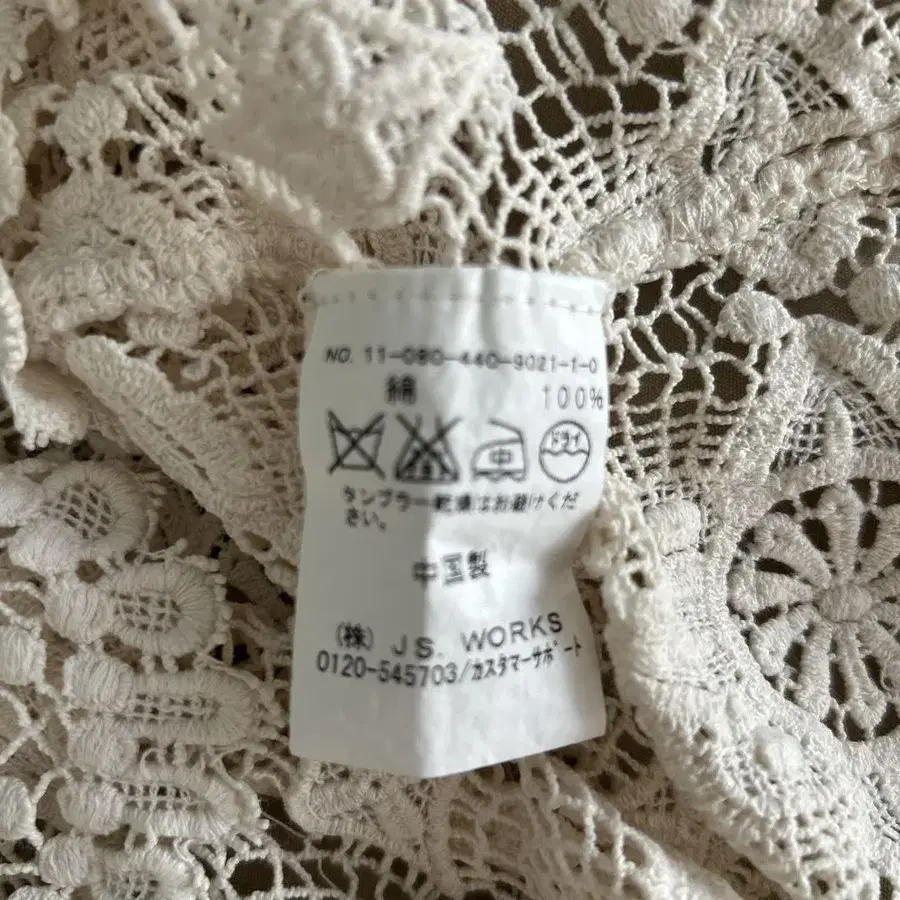 NO. 11-080-440-9021-1-0
綿 100%
中 ドライ
タンブラー乾燥はお避けくだ
さい。
中国製
(株) J.S. WORKS
0120-545703/カスタマーサポート